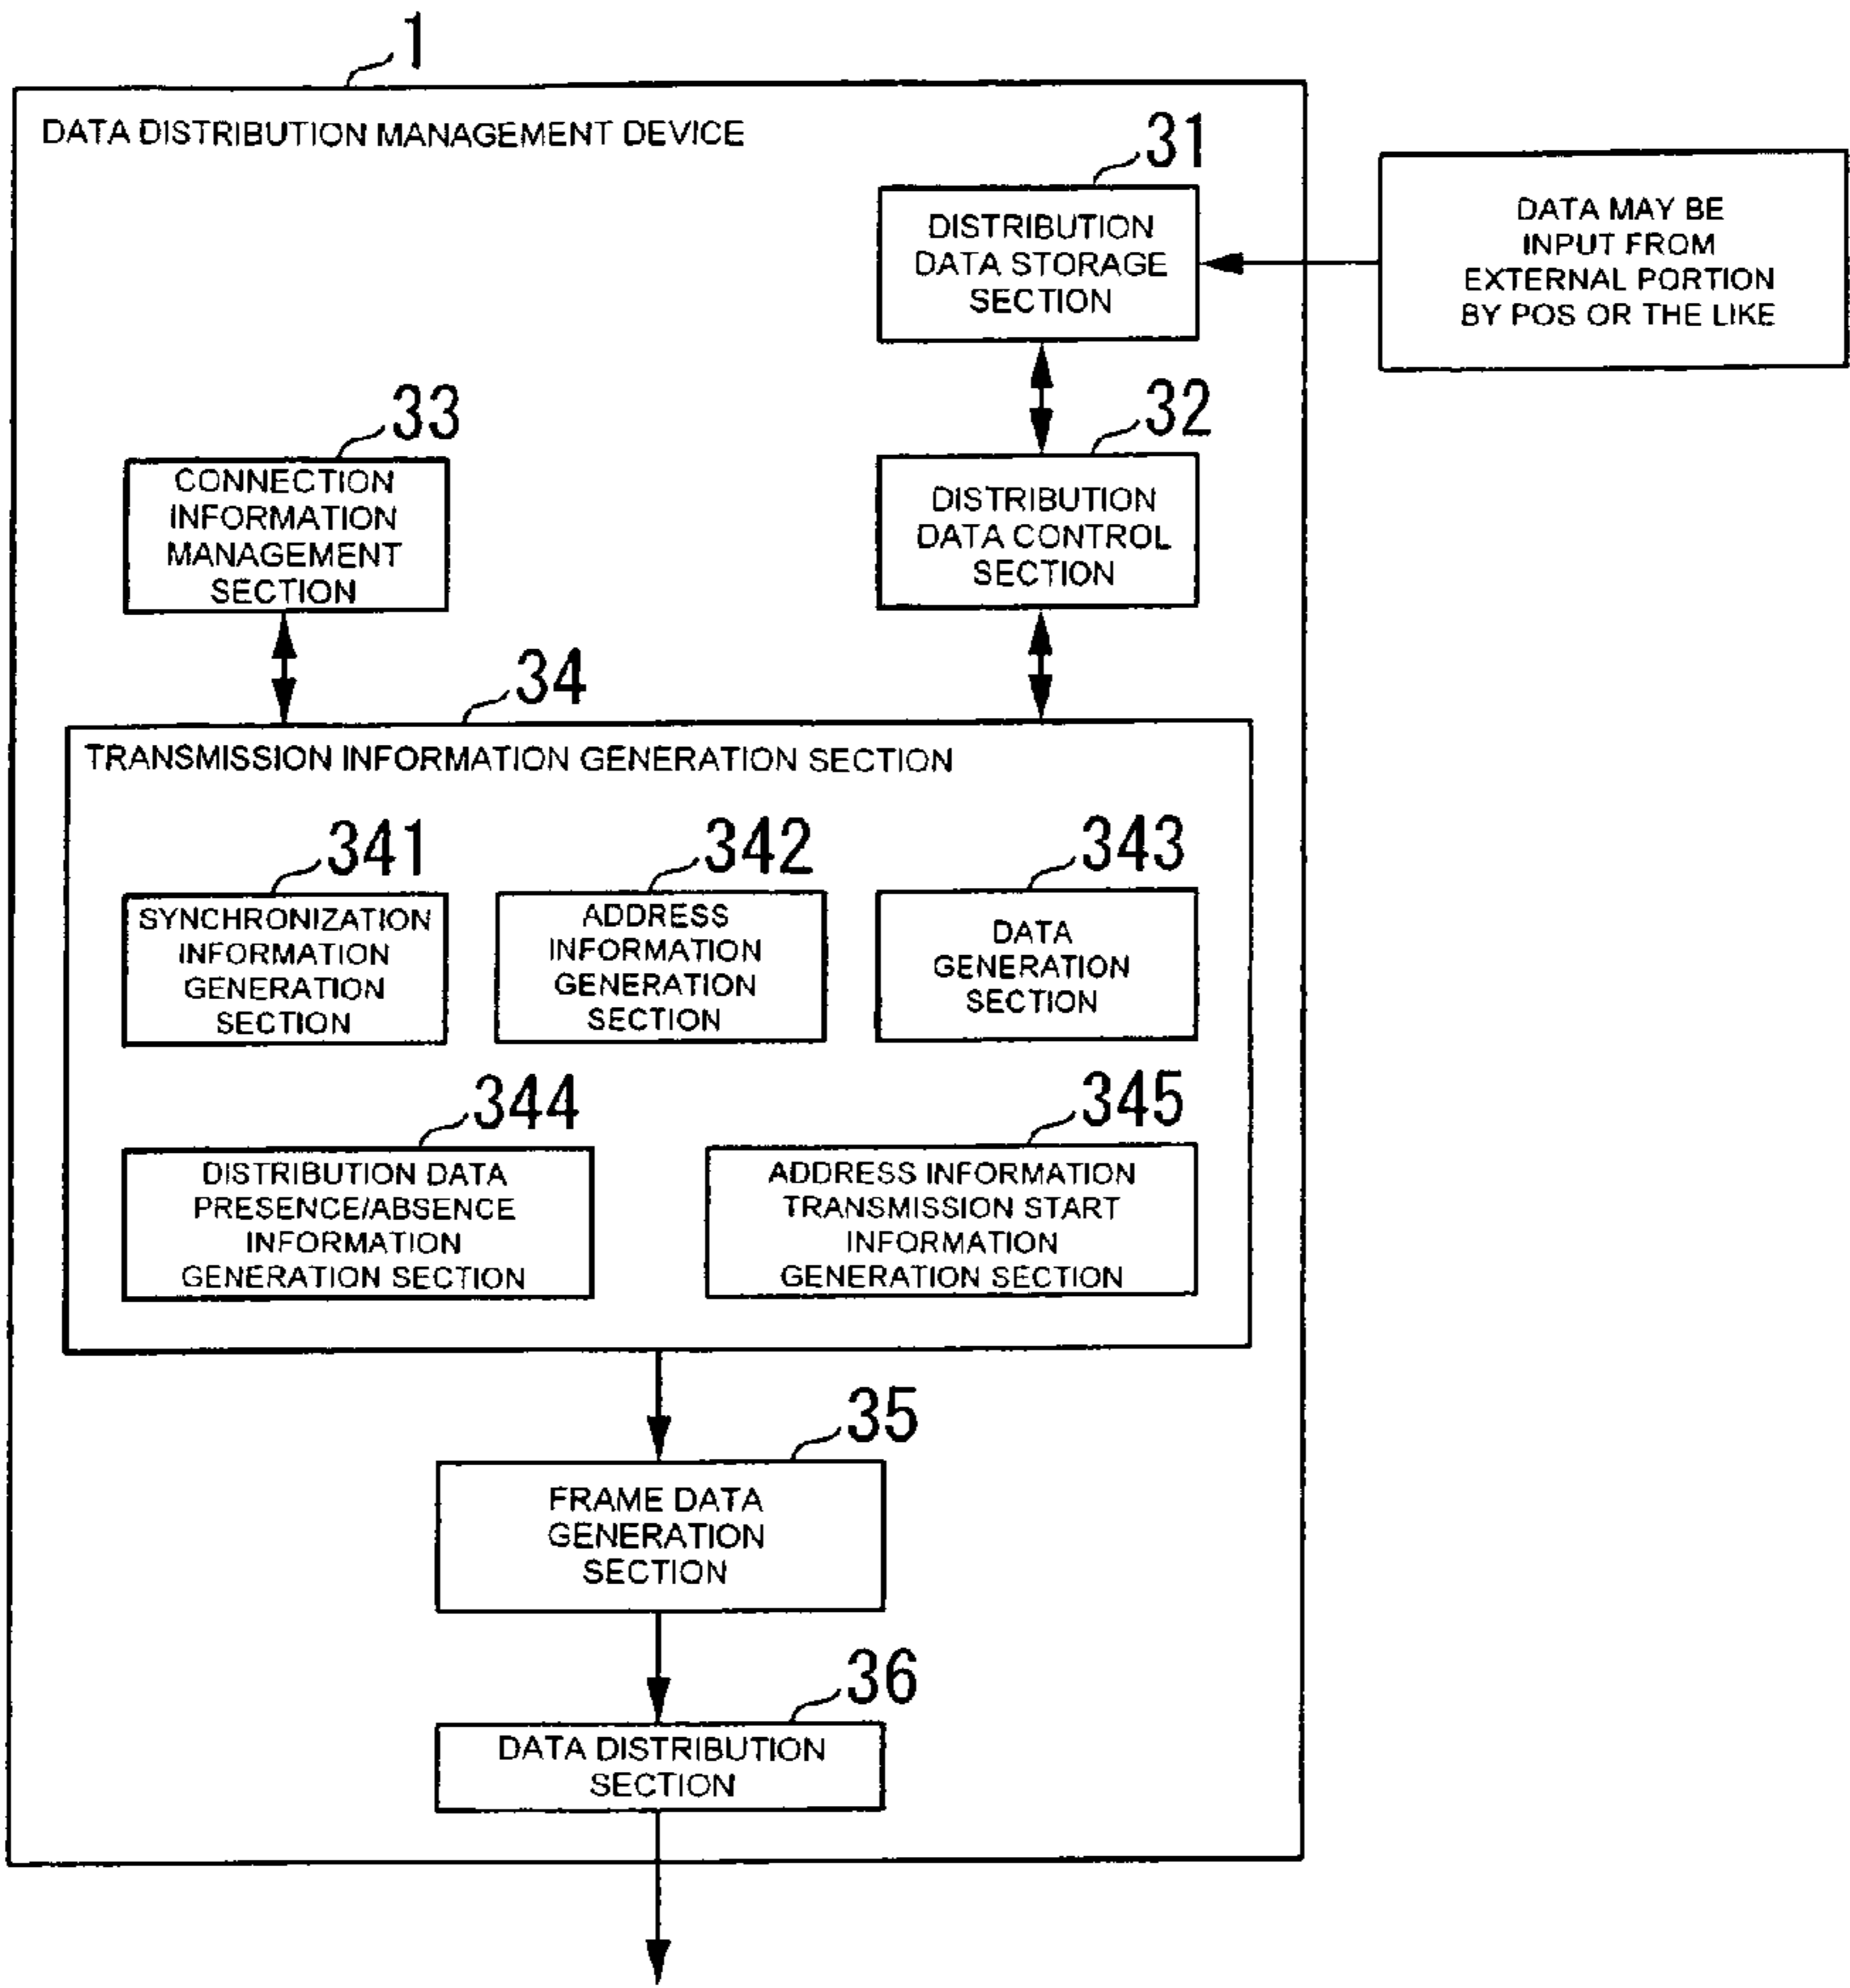 1
DATA DISTRIBUTION MANAGEMENT DEVICE
31
DISTRIBUTION
DATA STORAGE
SECTION
DATA MAY BE
INPUT FROM
EXTERNAL PORTION
BY POS OR THE LIKE
33
CONNECTION
INFORMATION
MANAGEMENT
SECTION
32
DISTRIBUTION
DATA CONTROL
SECTION
34
TRANSMISSION INFORMATION GENERATION SECTION
341
SYNCHRONIZATION
INFORMATION
GENERATION
SECTION
342
ADDRESS
INFORMATION
GENERATION
SECTION
343
DATA
GENERATION
SECTION
344
DISTRIBUTION DATA
PRESENCE/ABSENCE
INFORMATION
GENERATION SECTION
345
ADDRESS INFORMATION
TRANSMISSION START
INFORMATION
GENERATION SECTION
35
FRAME DATA
GENERATION
SECTION
36
DATA DISTRIBUTION
SECTION